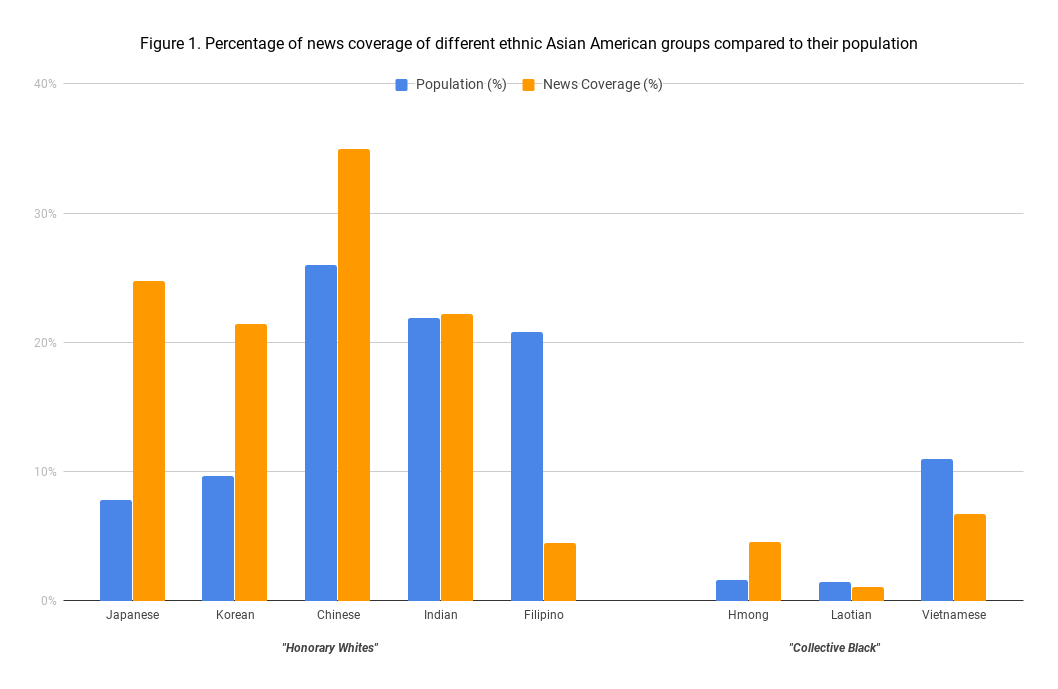 Figure 1. Percentage of news coverage of different ethnic Asian American groups compared to their population
Population (%) News Coverage (%)
40%
30%
20%
10%
0%
Japanese Korean Chinese Indian Filipino Hmong Laotian Vietnamese
"Honorary Whites" "Collective Black"